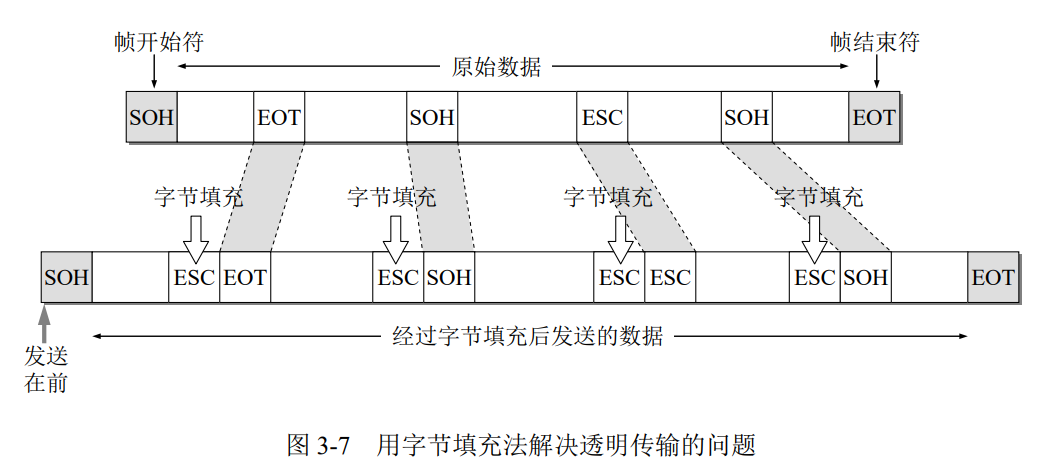 帧开始符
帧结束符
原始数据
SOH EOT SOH ESC SOH EOT
字节填充 字节填充 字节填充 字节填充
SOH ESC EOT ESC SOH ESC ESC ESC SOH EOT
经过字节填充后发送的数据
发送
在前
图 3-7 用字节填充法解决透明传输的问题